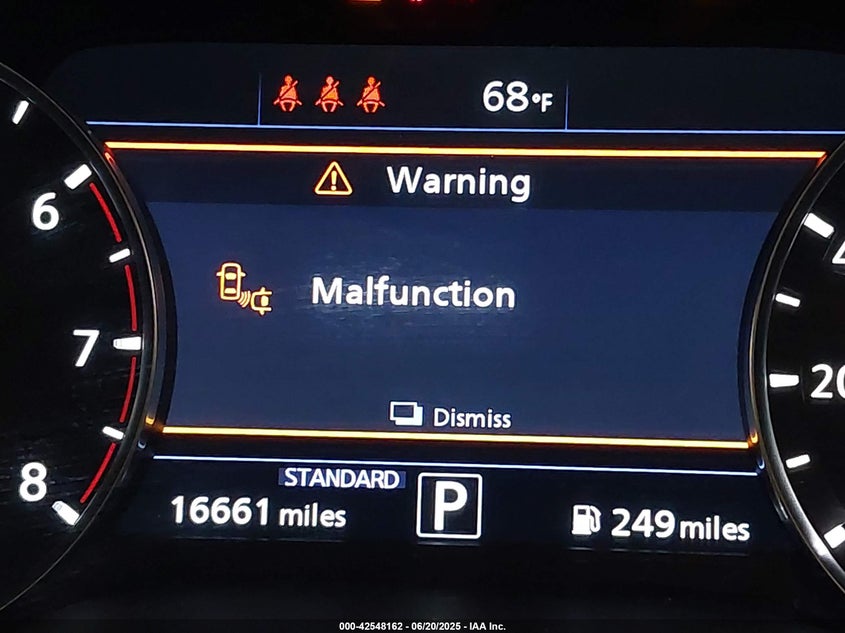 68°F
Warning
6
Malfunction
7
20
Dismiss
STANDARD
8
16661 miles
P
249 miles
000-42548162 - 06/20/2025 - IAA Inc.